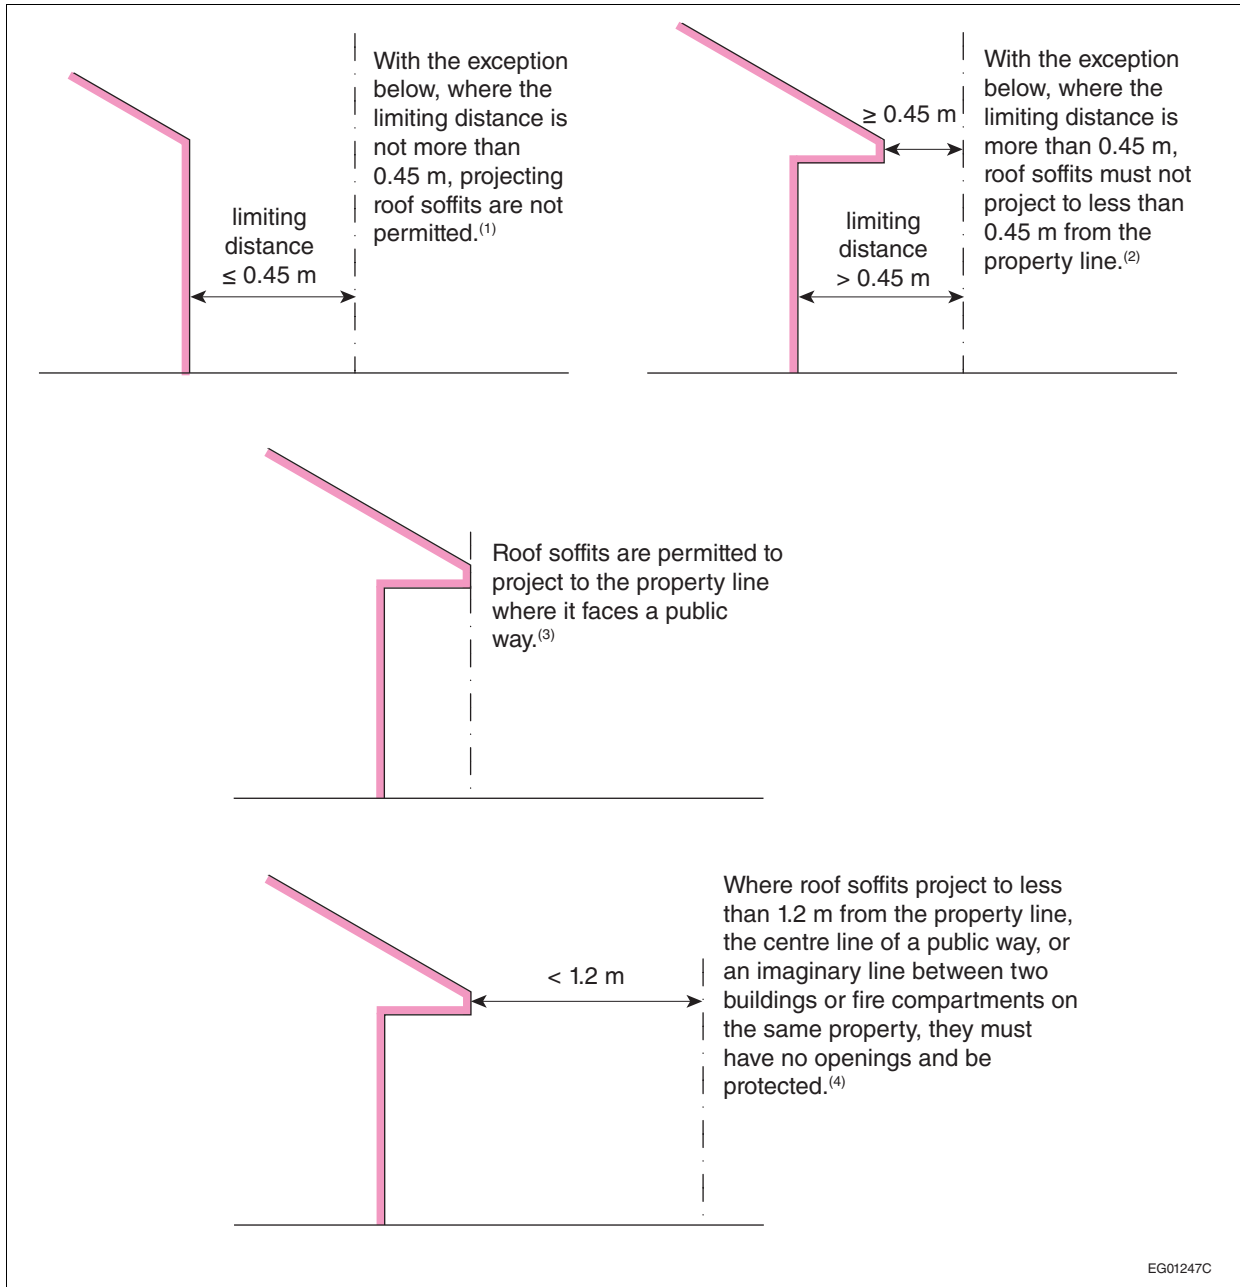 With the exception
below, where the
limiting distance is
not more than
0.45 m, projecting
roof soffits are not
permitted.(1)
limiting
distance
≤ 0.45 m
With the exception
below, where the
limiting distance is
more than 0.45 m,
roof soffits must not
project to less than
0.45 m from the
property line.(2)
≥ 0.45 m
limiting
distance
> 0.45 m
Roof soffits are permitted to
project to the property line
where it faces a public
way.(3)
Where roof soffits project to less
than 1.2 m from the property line,
the centre line of a public way, or
an imaginary line between two
buildings or fire compartments on
the same property, they must
have no openings and be
protected.(4)
< 1.2 m
EG01247C